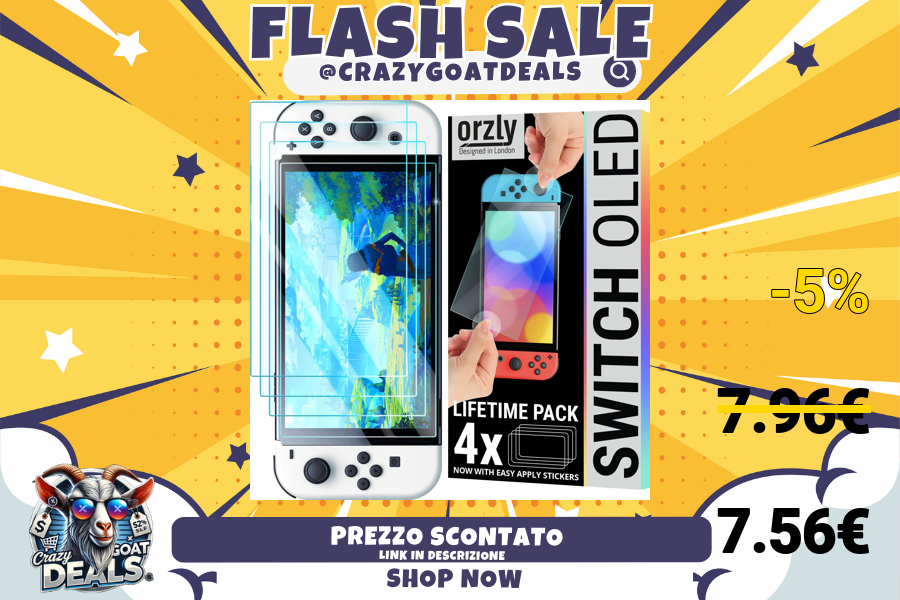 FLASH SALE
@CRAZYGOATDEALS
orzly
Designed in London
SWITCH OLED
LIFETIME PACK
4x
NOW WITH EASY APPLY STICKERS
-5%
7.96€
7.56€
PREZZO SCONTATO
LINK IN DESCRIZIONE
SHOP NOW
$
52%
Crazy
GOAT
DEALS